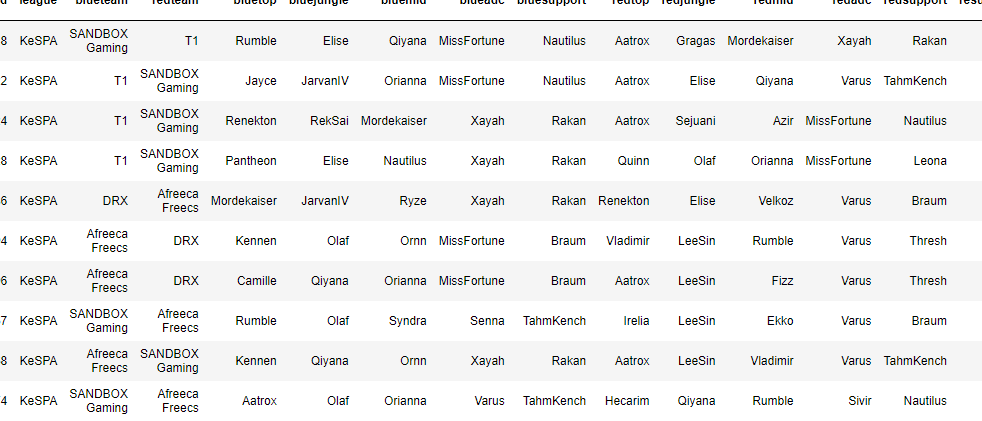 d league blueteam redteam bluetop bluejungle bluemid blueadc bluesupport redtop redjungle redmid redadc redsupport resu
8 KeSPA SANDBOX Gaming T1 Rumble Elise Qiyana MissFortune Nautilus Aatrox Gragas Mordekaiser Xayah Rakan
2 KeSPA T1 SANDBOX Gaming Jayce JarvanIV Orianna MissFortune Nautilus Aatrox Elise Qiyana Varus TahmKench
4 KeSPA T1 SANDBOX Gaming Renekton RekSai Mordekaiser Xayah Rakan Aatrox Sejuani Azir MissFortune Nautilus
8 KeSPA T1 SANDBOX Gaming Pantheon Elise Nautilus Xayah Rakan Quinn Olaf Orianna MissFortune Leona
6 KeSPA DRX Afreeca Freecs Mordekaiser JarvanIV Ryze Xayah Rakan Renekton Elise Velkoz Varus Braum
4 KeSPA Afreeca Freecs DRX Kennen Olaf Ornn MissFortune Braum Vladimir LeeSin Rumble Varus Thresh
6 KeSPA Afreeca Freecs DRX Camille Qiyana Orianna MissFortune Braum Aatrox LeeSin Fizz Varus Thresh
7 KeSPA SANDBOX Gaming Afreeca Freecs Rumble Olaf Syndra Senna TahmKench Irelia LeeSin Ekko Varus Braum
8 KeSPA Afreeca Freecs SANDBOX Gaming Kennen Qiyana Ornn Xayah Rakan Aatrox LeeSin Vladimir Varus TahmKench
4 KeSPA SANDBOX Gaming Afreeca Freecs Aatrox Olaf Orianna Varus TahmKench Hecarim Qiyana Rumble Sivir Nautilus